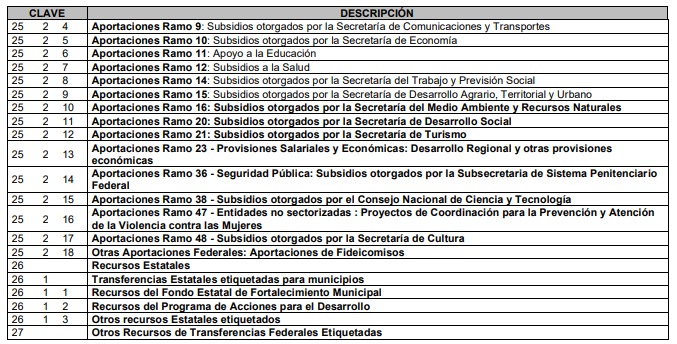 CLAVE DESCRIPCIÓN
25 2 4 Aportaciones Ramo 9: Subsidios otorgados por la Secretaría de Comunicaciones y Transportes
25 2 5 Aportaciones Ramo 10: Subsidios otorgados por la Secretaría de Economía
25 2 6 Aportaciones Ramo 11: Apoyo a la Educación
25 2 7 Aportaciones Ramo 12: Subsidios a la Salud
25 2 8 Aportaciones Ramo 14: Subsidios otorgados por la Secretaría del Trabajo y Previsión Social
25 2 9 Aportaciones Ramo 15: Subsidios otorgados por la Secretaría de Desarrollo Agrario, Territorial y Urbano
25 2 10 Aportaciones Ramo 16: Subsidios otorgados por la Secretaría del Medio Ambiente y Recursos Naturales
25 2 11 Aportaciones Ramo 20: Subsidios otorgados por la Secretaría de Desarrollo Social
25 2 12 Aportaciones Ramo 21: Subsidios otorgados por la Secretaría de Turismo
25 2 13 Aportaciones Ramo 23 - Provisiones Salariales y Económicas: Desarrollo Regional y otras provisiones
económicas
25 2 14 Aportaciones Ramo 36 - Seguridad Pública: Subsidios otorgados por la Subsecretaría de Sistema Penitenciario
Federal
25 2 15 Aportaciones Ramo 38 - Subsidios otorgados por el Consejo Nacional de Ciencia y Tecnología
25 2 16 Aportaciones Ramo 47 - Entidades no sectorizadas : Proyectos de Coordinación para la Prevención y Atención
de la Violencia contra las Mujeres
25 2 17 Aportaciones Ramo 48 - Subsidios otorgados por la Secretaría de Cultura
25 2 18 Otras Aportaciones Federales: Aportaciones de Fideicomisos
26 Recursos Estatales
26 1 Transferencias Estatales etiquetadas para municipios
26 1 1 Recursos del Fondo Estatal de Fortalecimiento Municipal
26 1 2 Recursos del Programa de Acciones para el Desarrollo
26 1 3 Otros recursos Estatales etiquetados
27 Otros Recursos de Transferencias Federales Etiquetadas